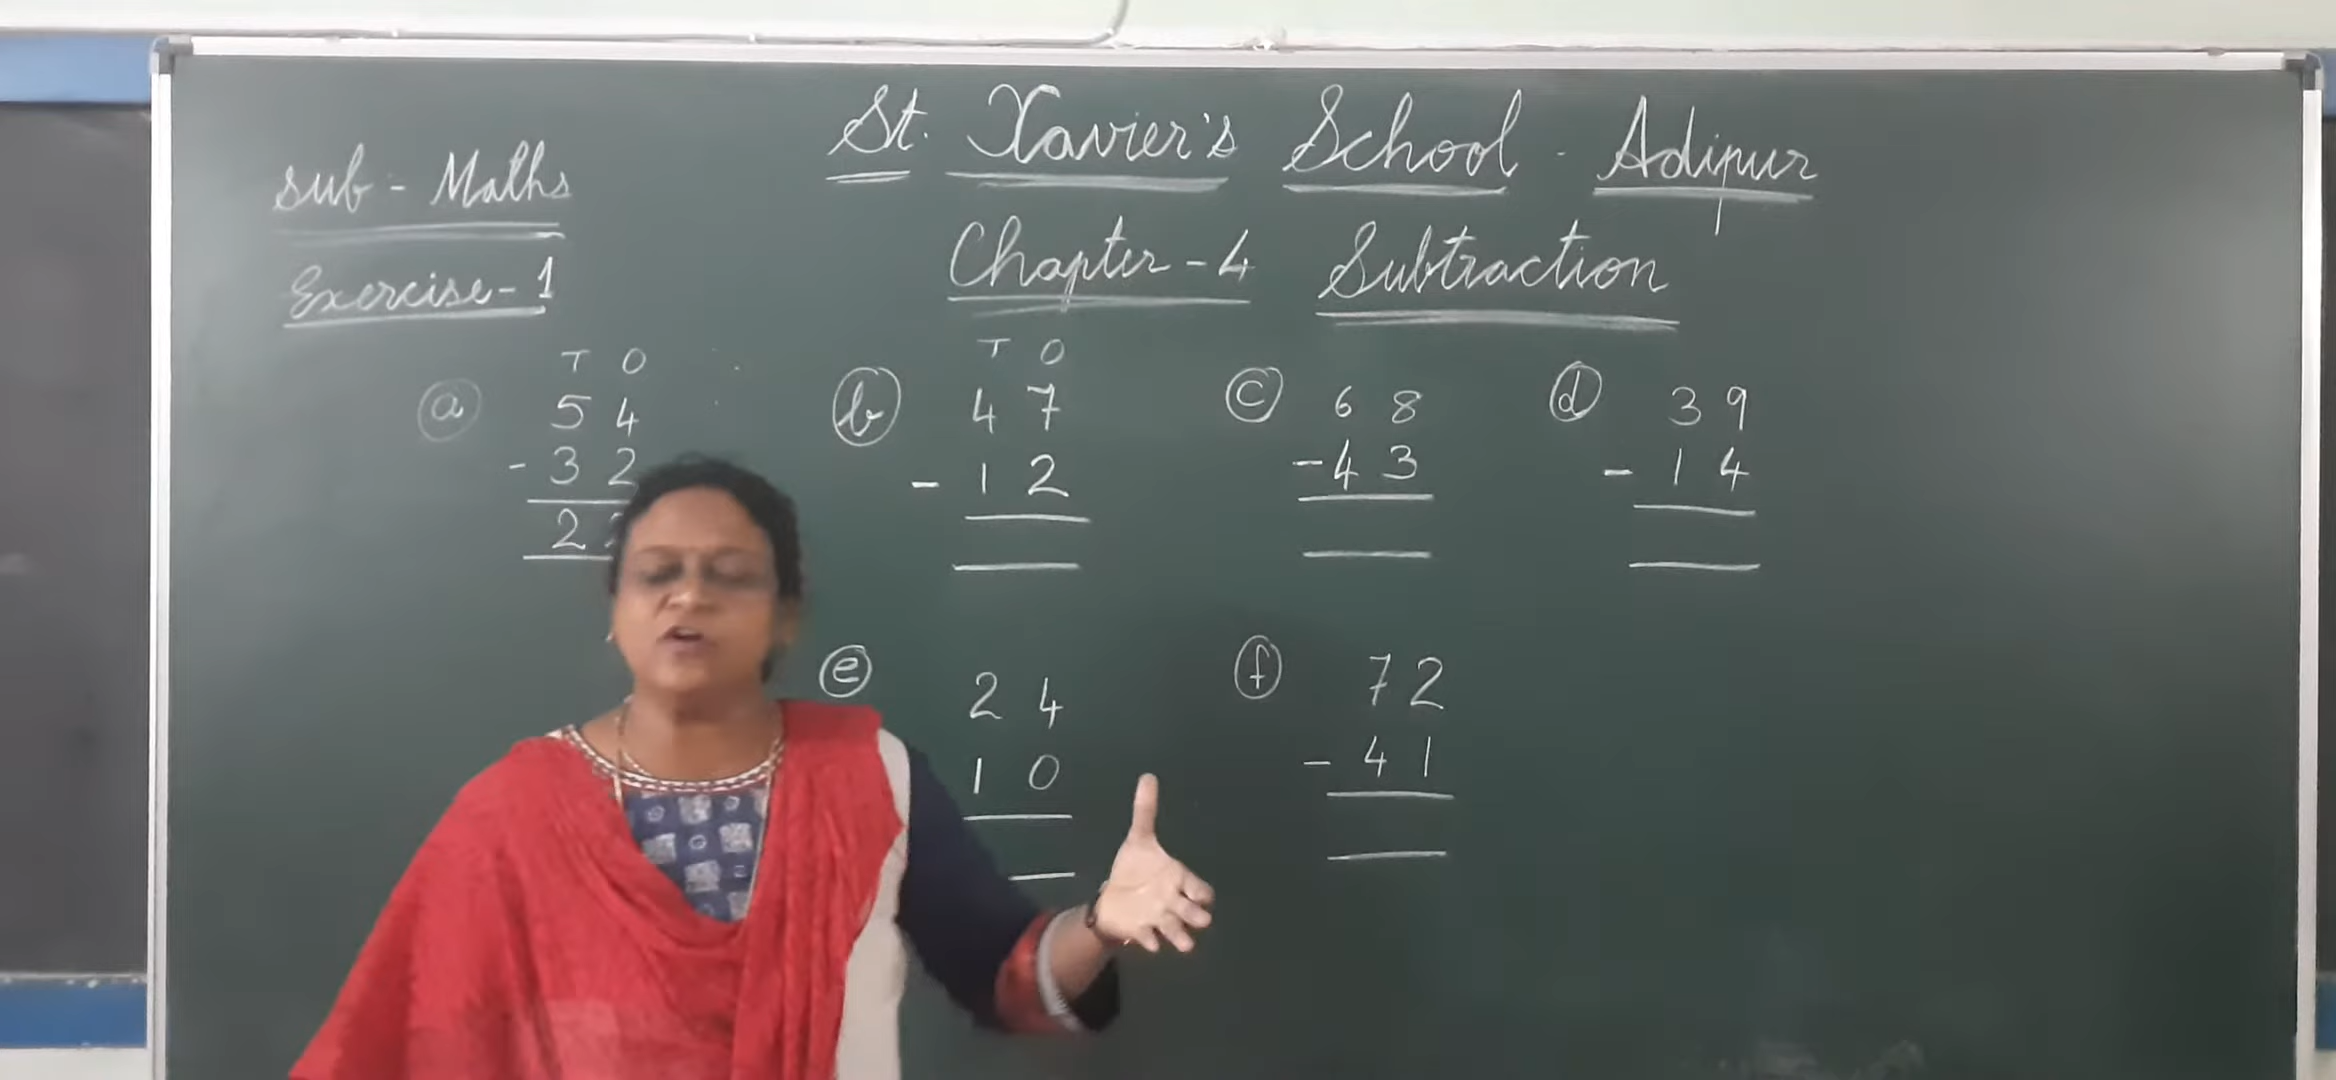 St. Xavier's School - Adipur
Sub - Maths
Chapter - 4 Subtraction
Exercise - 1
T O
T O
a 5 4
- 3 2
2
b 4 7
- 1 2
c 6 8
- 4 3
d 3 9
- 1 4
e 2 4
1 0
f 7 2
- 4 1